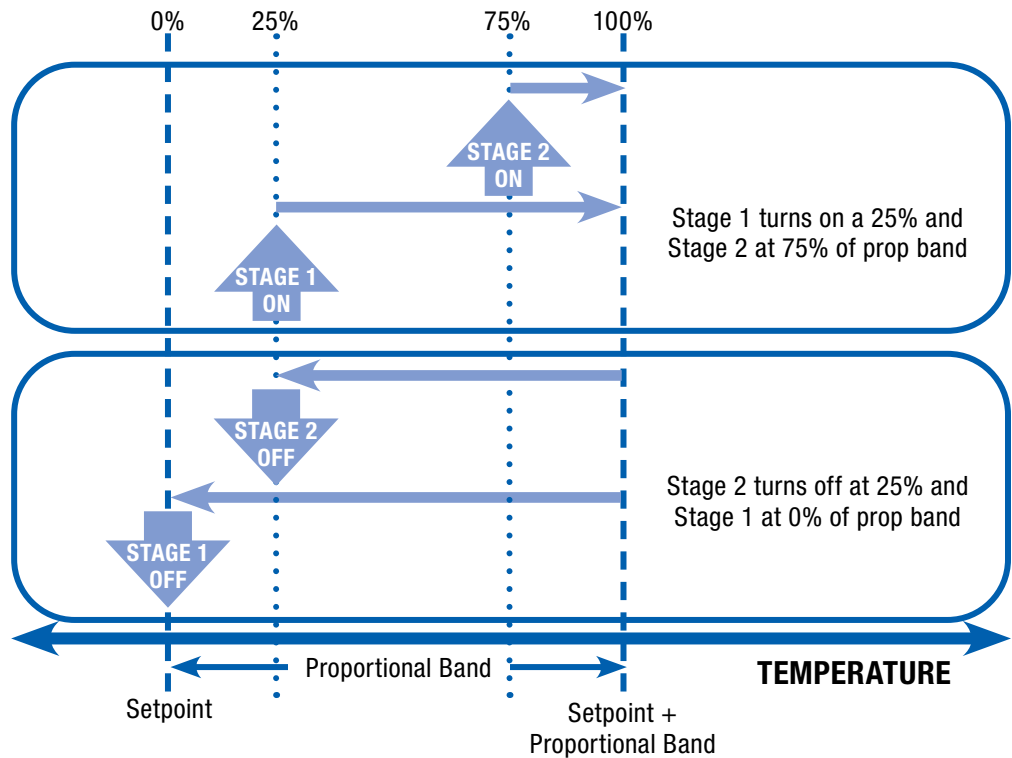 0% 25% 75% 100%
STAGE 2
ON
Stage 1 turns on a 25% and
Stage 2 at 75% of prop band
STAGE 1
ON
STAGE 2
OFF
Stage 2 turns off at 25% and
Stage 1 at 0% of prop band
STAGE 1
OFF
Proportional Band
TEMPERATURE
Setpoint
Setpoint +
Proportional Band